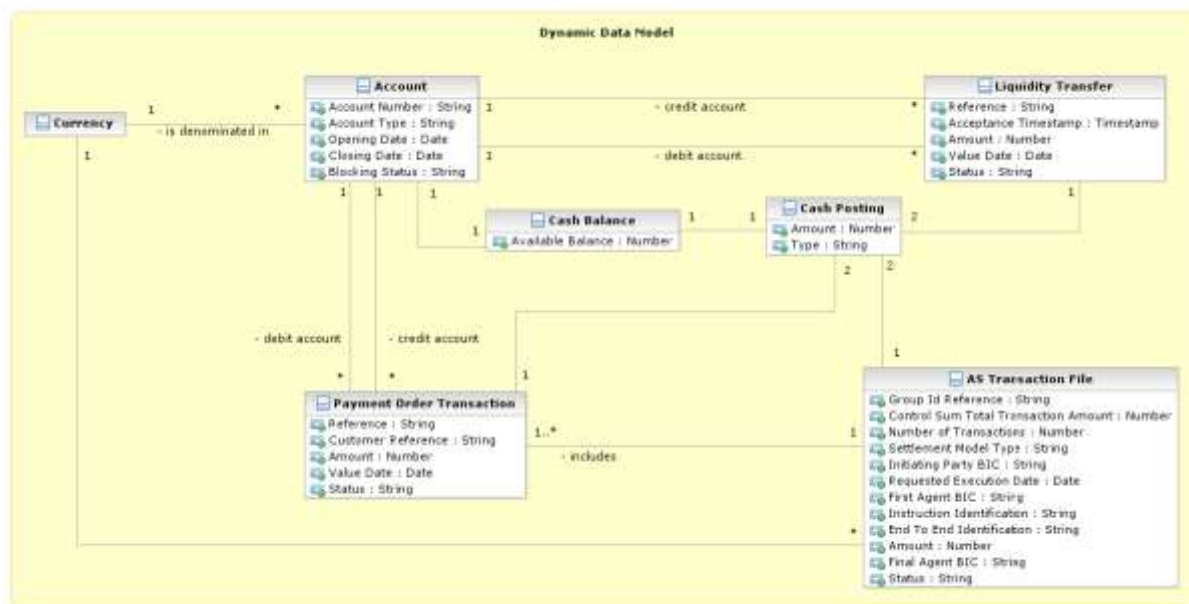 Dynamic Data Model
Account
Account Number : String
Account Type : String
Opening Date : Date
Closing Date : Date
Blocking Status : String
Liquidity Transfer
Reference : String
Acceptance Timestamp : Timestamp
Amount : Number
Value Date : Date
Status : String
Currency
1
*
- is denominated in
1
- credit account
*
1
- debit account
*
1
1
1
1
1
Cash Balance
Available Balance : Number
1
1
1
Cash Posting
Amount : Number
Type : String
2
1
2
2
- debit account
- credit account
*
*
1
1
Payment Order Transaction
Reference : String
Customer Reference : String
Amount : Number
Value Date : Date
Status : String
1..*
- includes
1
AS Transaction File
Group Id Reference : String
Control Sum Total Transaction Amount : Number
Number of Transactions : Number
Settlement Model Type : String
Initiating Party BIC : String
Requested Execution Date : Date
First Agent BIC : String
Instruction Identification : String
End To End Identification : String
Amount : Number
Final Agent BIC : String
Status : String
*